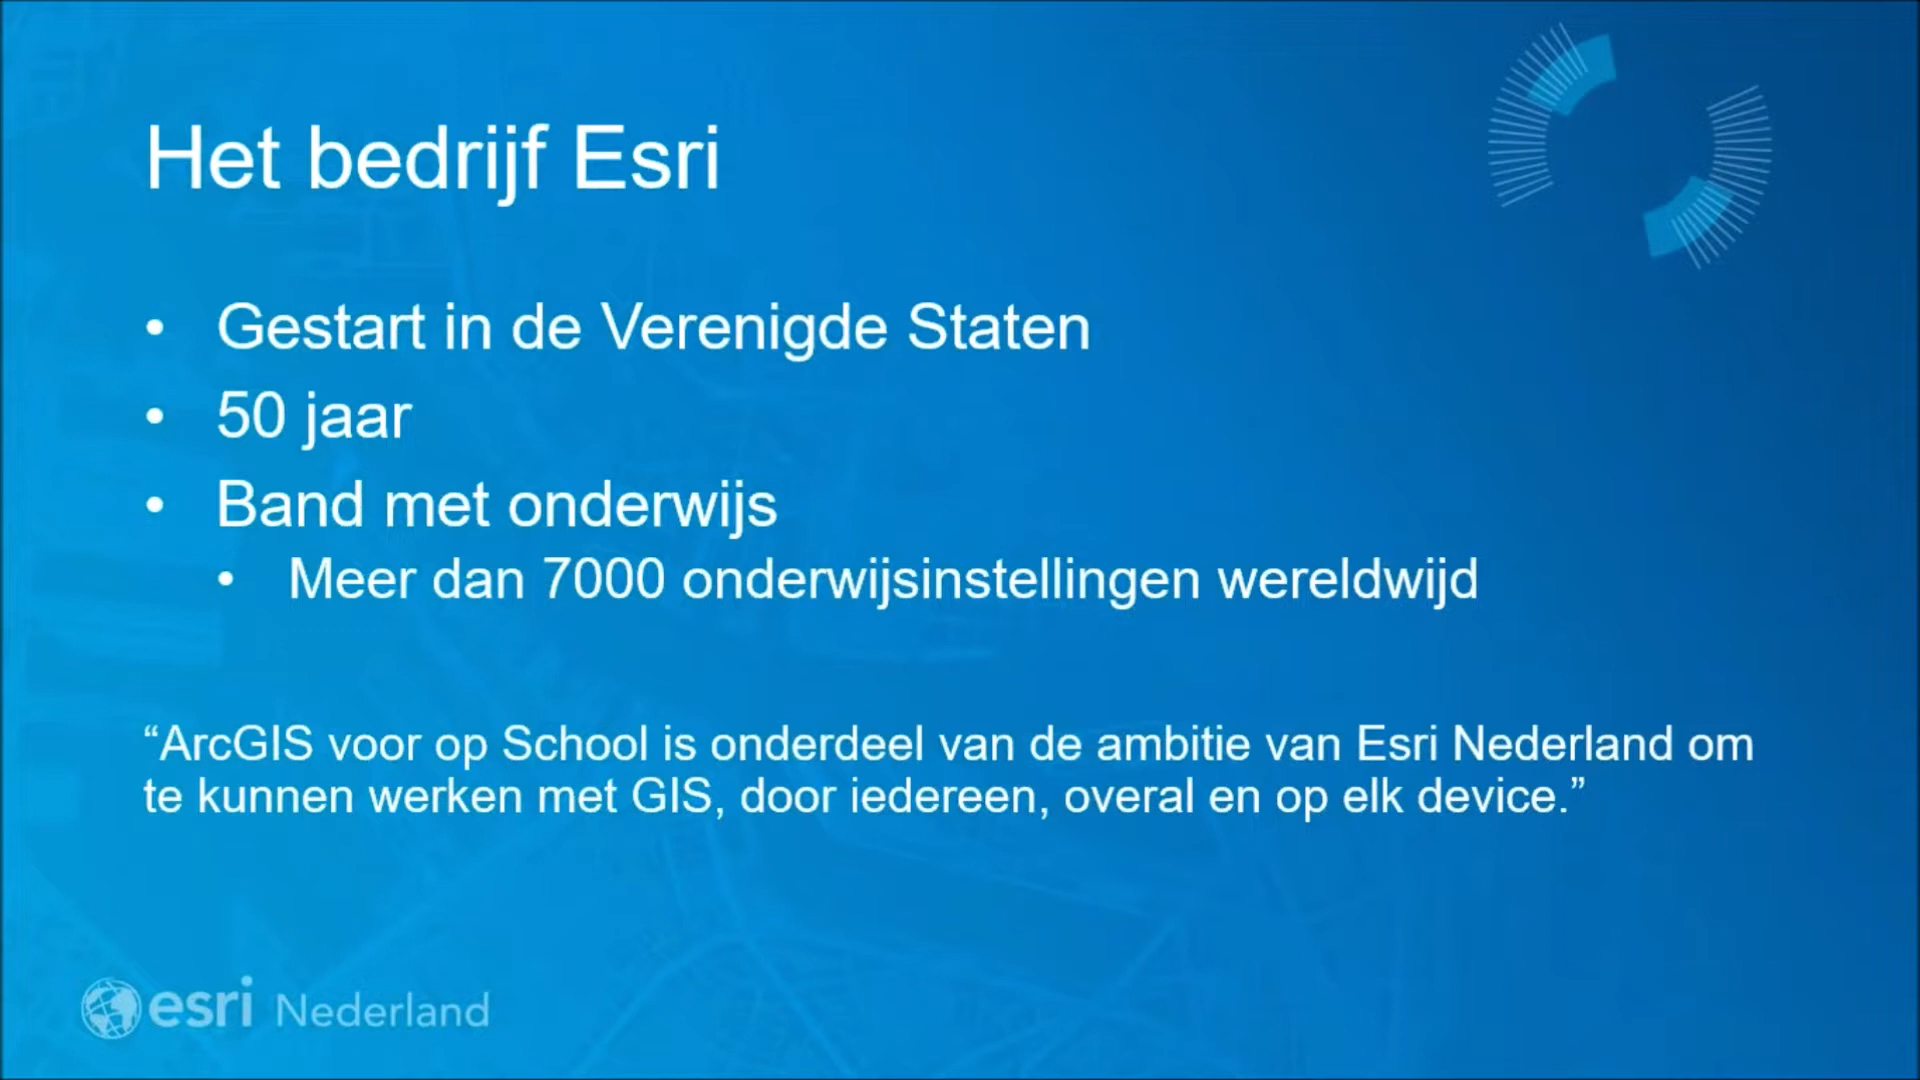 Het bedrijf Esri
• Gestart in de Verenigde Staten
• 50 jaar
• Band met onderwijs
• Meer dan 7000 onderwijsinstellingen wereldwijd
“ArcGIS voor op School is onderdeel van de ambitie van Esri Nederland om
te kunnen werken met GIS, door iedereen, overal en op elk device.”
esri Nederland